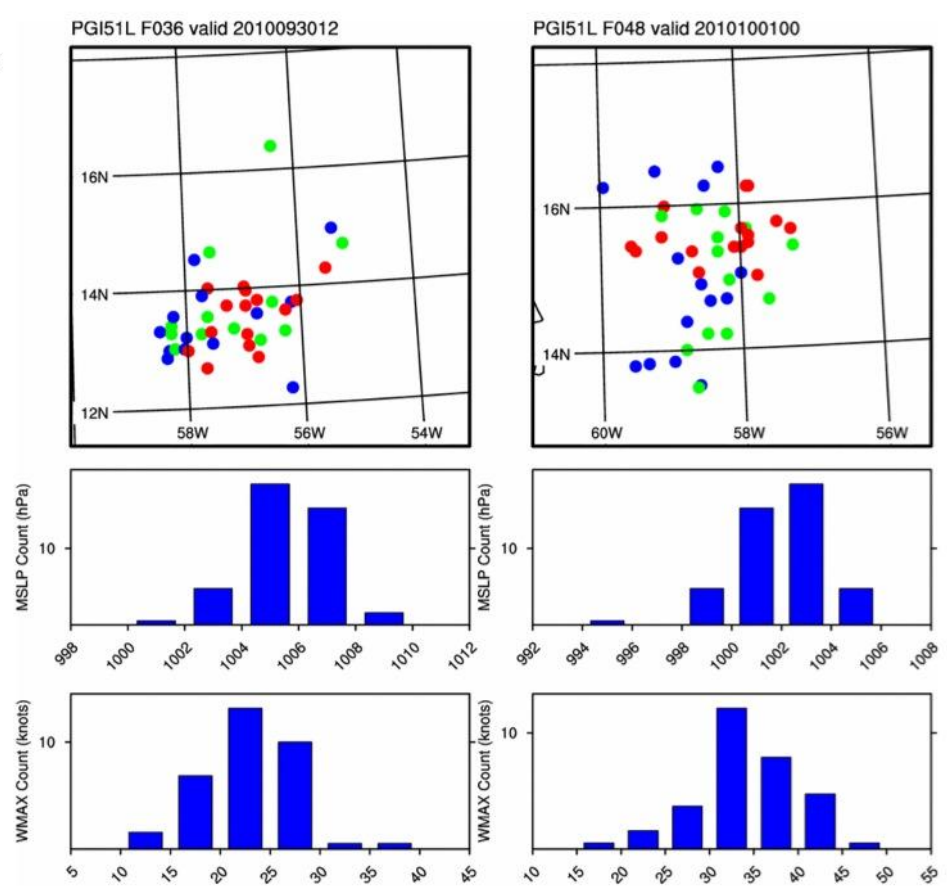 PGI51L F036 valid 2010093012
16N
14N
12N
58W 56W 54W
MSLP Count (hPa)
10
998 1000 1002 1004 1006 1008 1010 1012
WMAX Count (knots)
10
5 10 15 20 25 30 35 40 45
PGI51L F048 valid 2010100100
16N
14N
60W 58W 56W
MSLP Count (hPa)
10
992 994 996 998 1000 1002 1004 1006 1008
WMAX Count (knots)
10
10 15 20 25 30 35 40 45 50 55